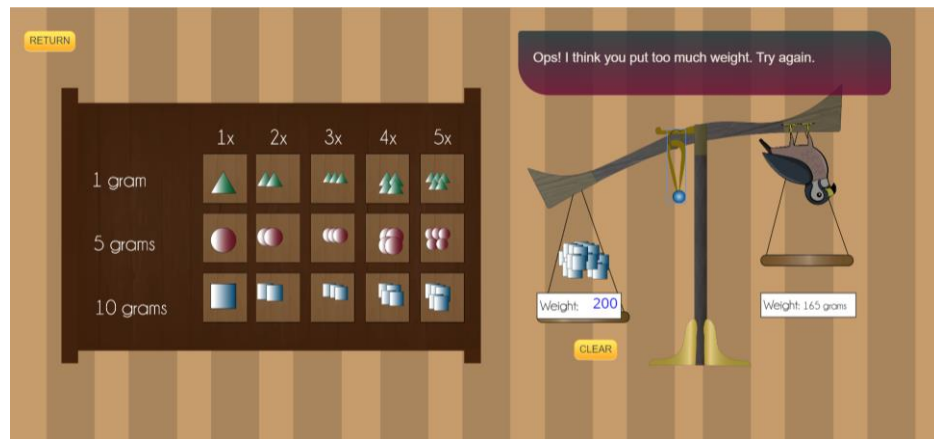 RETURN
Ops! I think you put too much weight. Try again.
1x 2x 3x 4x 5x
1 gram
5 grams
10 grams
Weight: 200
Weight: 165 grams
CLEAR